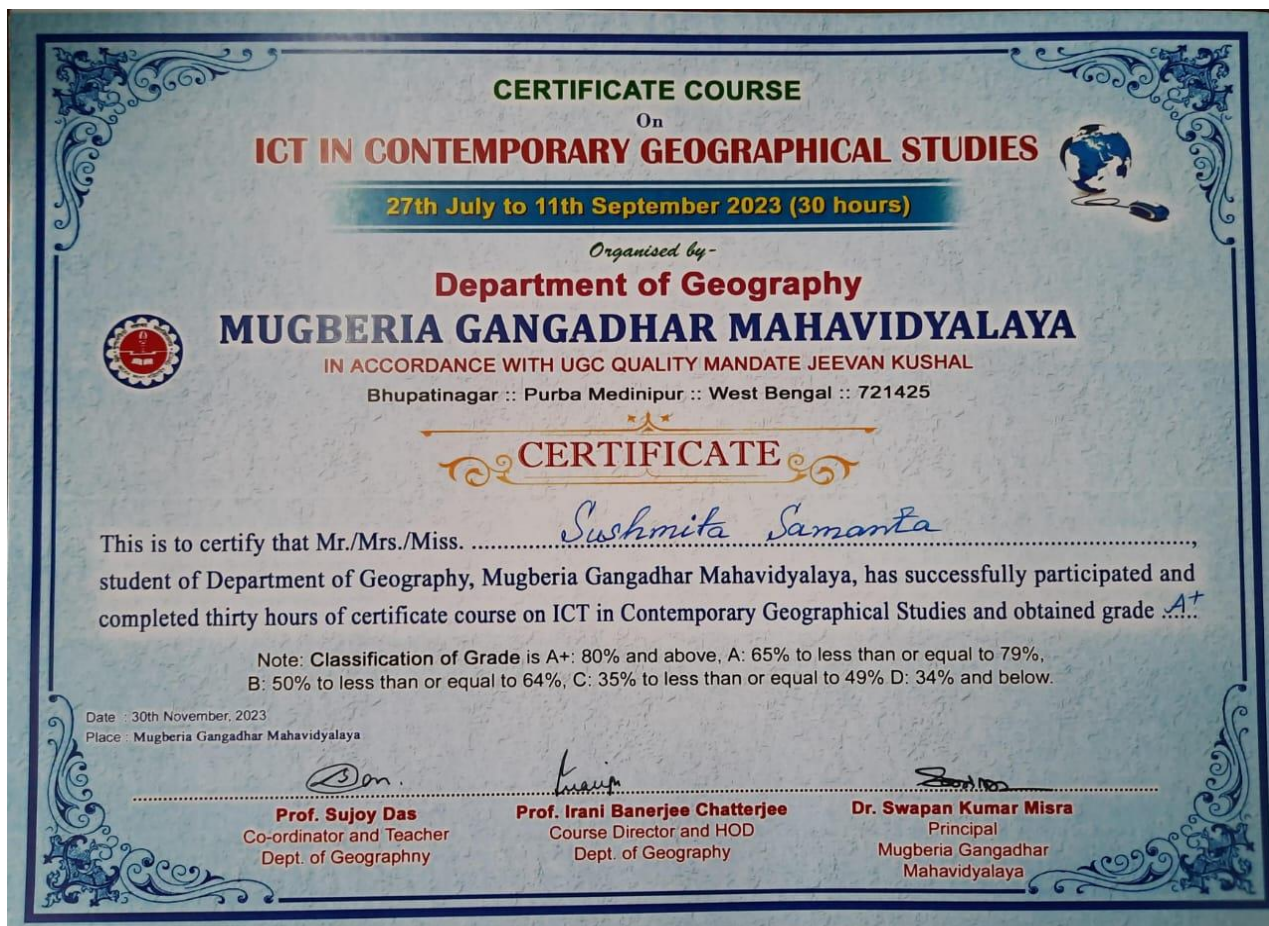 CERTIFICATE COURSE
On
ICT IN CONTEMPORARY GEOGRAPHICAL STUDIES
27th July to 11th September 2023 (30 hours)
Organised by-
Department of Geography
MUGBERIA GANGADHAR MAHAVIDYALAYA
IN ACCORDANCE WITH UGC QUALITY MANDATE JEEVAN KUSHAL
Bhupatinagar :: Purba Medinipur :: West Bengal :: 721425
CERTIFICATE
This is to certify that Mr./Mrs./Miss. Sushmita Samanta,
student of Department of Geography, Mugberia Gangadhar Mahavidyalaya, has successfully participated and
completed thirty hours of certificate course on ICT in Contemporary Geographical Studies and obtained grade A+
Note: Classification of Grade is A+: 80% and above, A: 65% to less than or equal to 79%,
B: 50% to less than or equal to 64%, C: 35% to less than or equal to 49% D: 34% and below.
Date : 30th November, 2023
Place : Mugberia Gangadhar Mahavidyalaya
Prof. Sujoy Das
Co-ordinator and Teacher
Dept. of Geographny
Prof. Irani Banerjee Chatterjee
Course Director and HOD
Dept. of Geography
Dr. Swapan Kumar Misra
Principal
Mugberia Gangadhar
Mahavidyalaya